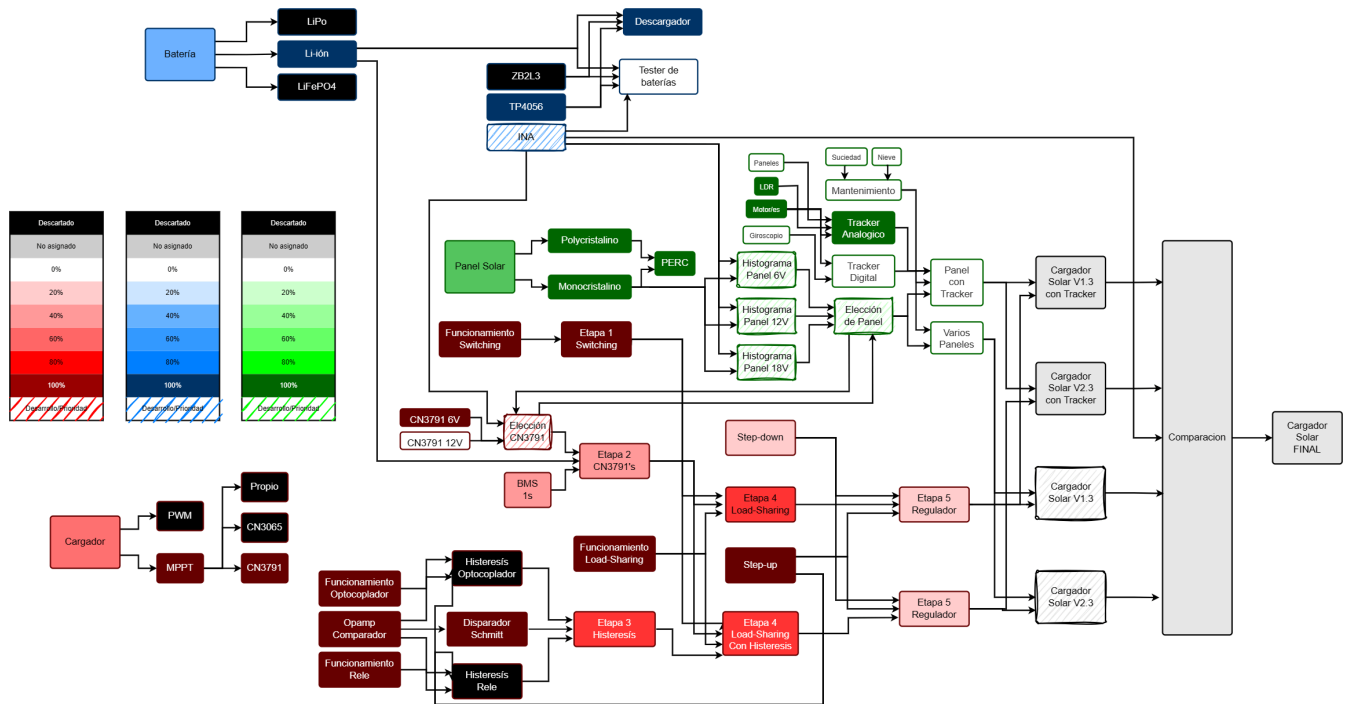 LiPo
Batería
Li-ión
LiFePO4
Descargador
ZB2L3
Tester de
baterías
TP4056
INA
Paneles
Suciedad
Nieve
LDR
Mantenimiento
Motor/es
Tracker
Analogico
Giroscopio
Descartado
No asignado
0%
20%
40%
60%
80%
100%
Desarrollo/Prioridad
Descartado
No asignado
0%
20%
40%
60%
80%
100%
Desarrollo/Prioridad
Descartado
No asignado
0%
20%
40%
60%
80%
100%
Desarrollo/Prioridad
Panel Solar
Polycristalino
Monocristalino
PERC
Histograma
Panel 6V
Tracker
Digital
Panel
con
Tracker
Cargador
Solar V1.3
con Tracker
Histograma
Panel 12V
Elección
de Panel
Varios
Paneles
Histograma
Panel 18V
Funcionamiento
Switching
Etapa 1
Switching
Cargador
Solar V2.3
con Tracker
CN3791 6V
CN3791 12V
Elección
CN3791
Step-down
Comparacion
Cargador
Solar
FINAL
Etapa 2
CN3791's
BMS
1s
Propio
PWM
CN3065
Cargador
MPPT
CN3791
Etapa 4
Load-Sharing
Etapa 5
Regulador
Cargador
Solar V1.3
Funcionamiento
Load-Sharing
Step-up
Histeresís
Optocoplador
Funcionamiento
Optocoplador
Opamp
Comparador
Disparador
Schmitt
Etapa 3
Histeresís
Etapa 4
Load-Sharing
Con Histeresis
Etapa 5
Regulador
Cargador
Solar V2.3
Funcionamiento
Rele
Histeresís
Rele